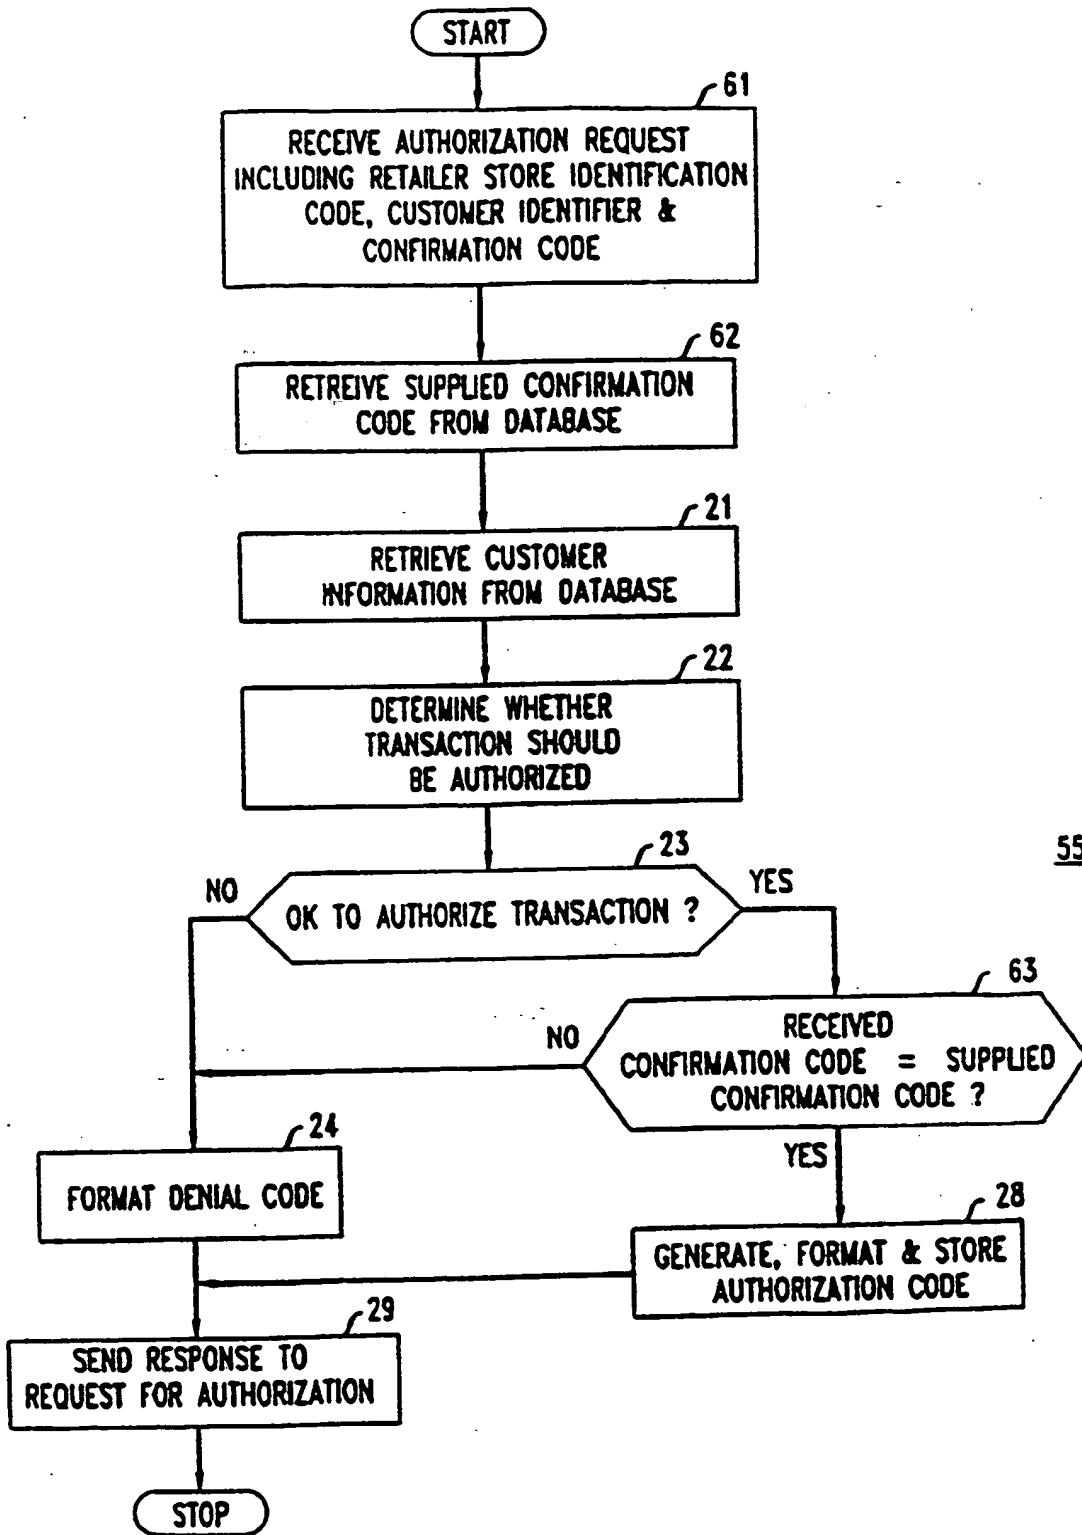 START
61
RECEIVE AUTHORIZATION REQUEST
INCLUDING RETAILER STORE IDENTIFICATION
CODE, CUSTOMER IDENTIFIER &
CONFIRMATION CODE
62
RETREIVE SUPPLIED CONFIRMATION
CODE FROM DATABASE
21
RETRIEVE CUSTOMER
INFORMATION FROM DATABASE
22
DETERMINE WHETHER
TRANSACTION SHOULD
BE AUTHORIZED
55
23
NO
YES
OK TO AUTHORIZE TRANSACTION ?
63
NO
RECEIVED
CONFIRMATION CODE = SUPPLIED
CONFIRMATION CODE ?
YES
24
FORMAT DENIAL CODE
28
GENERATE, FORMAT & STORE
AUTHORIZATION CODE
29
SEND RESPONSE TO
REQUEST FOR AUTHORIZATION
STOP